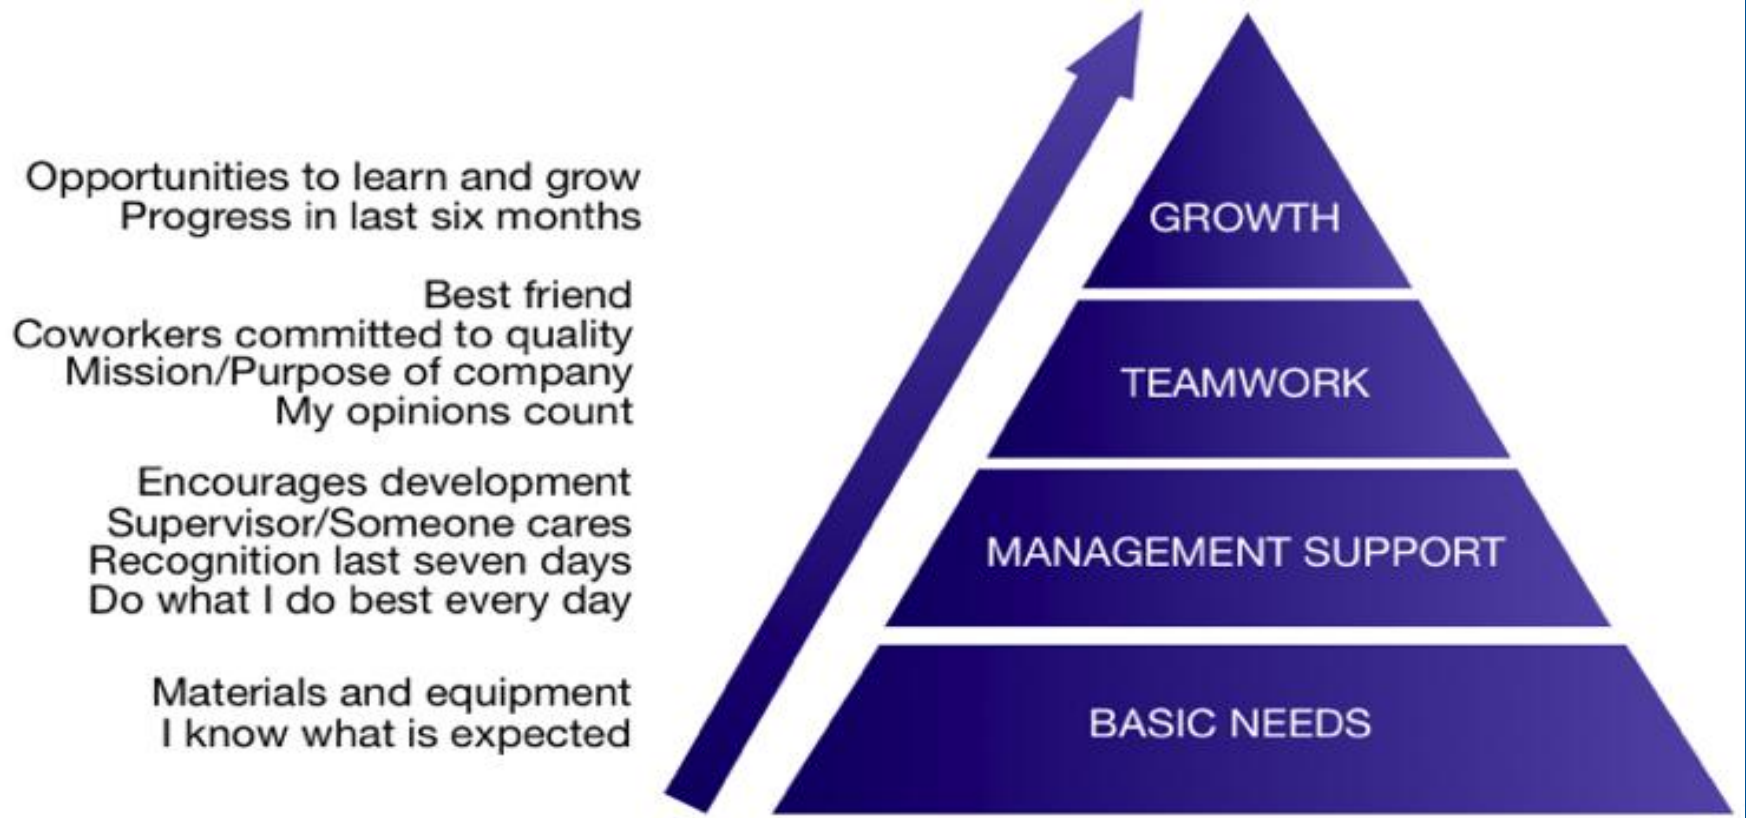 Opportunities to learn and grow
Progress in last six months
GROWTH
Best friend
Coworkers committed to quality
Mission/Purpose of company
My opinions count
TEAMWORK
Encourages development
Supervisor/Someone cares
Recognition last seven days
Do what I do best every day
MANAGEMENT SUPPORT
Materials and equipment
I know what is expected
BASIC NEEDS